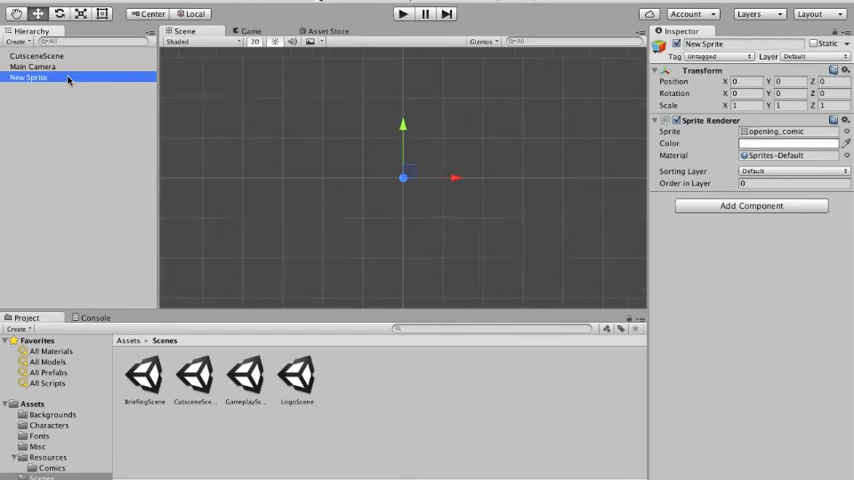 Center Local Account Layers Layout
Hierarchy Scene Game Asset Store Inspector
Create All Shaded 2D Gizmos All
New Sprite Static
Tag Untagged Layer Default
CutsceneScene
Main Camera
New Sprite
Transform
Position X 0 Y 0 Z 0
Rotation X 0 Y 0 Z 0
Scale X 1 Y 1 Z 1
Sprite Renderer
Sprite opening_comic
Color
Material Sprites-Default
Sorting Layer Default
Order in Layer 0
Add Component
Project Console
Create
Favorites
All Materials
All Models
All Prefabs
All Scripts
Assets
Backgrounds
Characters
Fonts
Misc
Resources
Comics
Scenes
Assets Scenes
BriefingScene CutsceneSce... GameplaySc... LogoScene